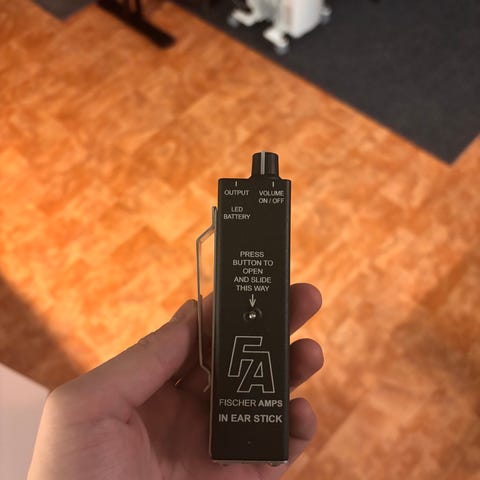 OUTPUT
VOLUME
ON / OFF
LED
BATTERY
PRESS
BUTTON TO
OPEN
AND SLIDE
THIS WAY
FA
FISCHER AMPS
IN EAR STICK